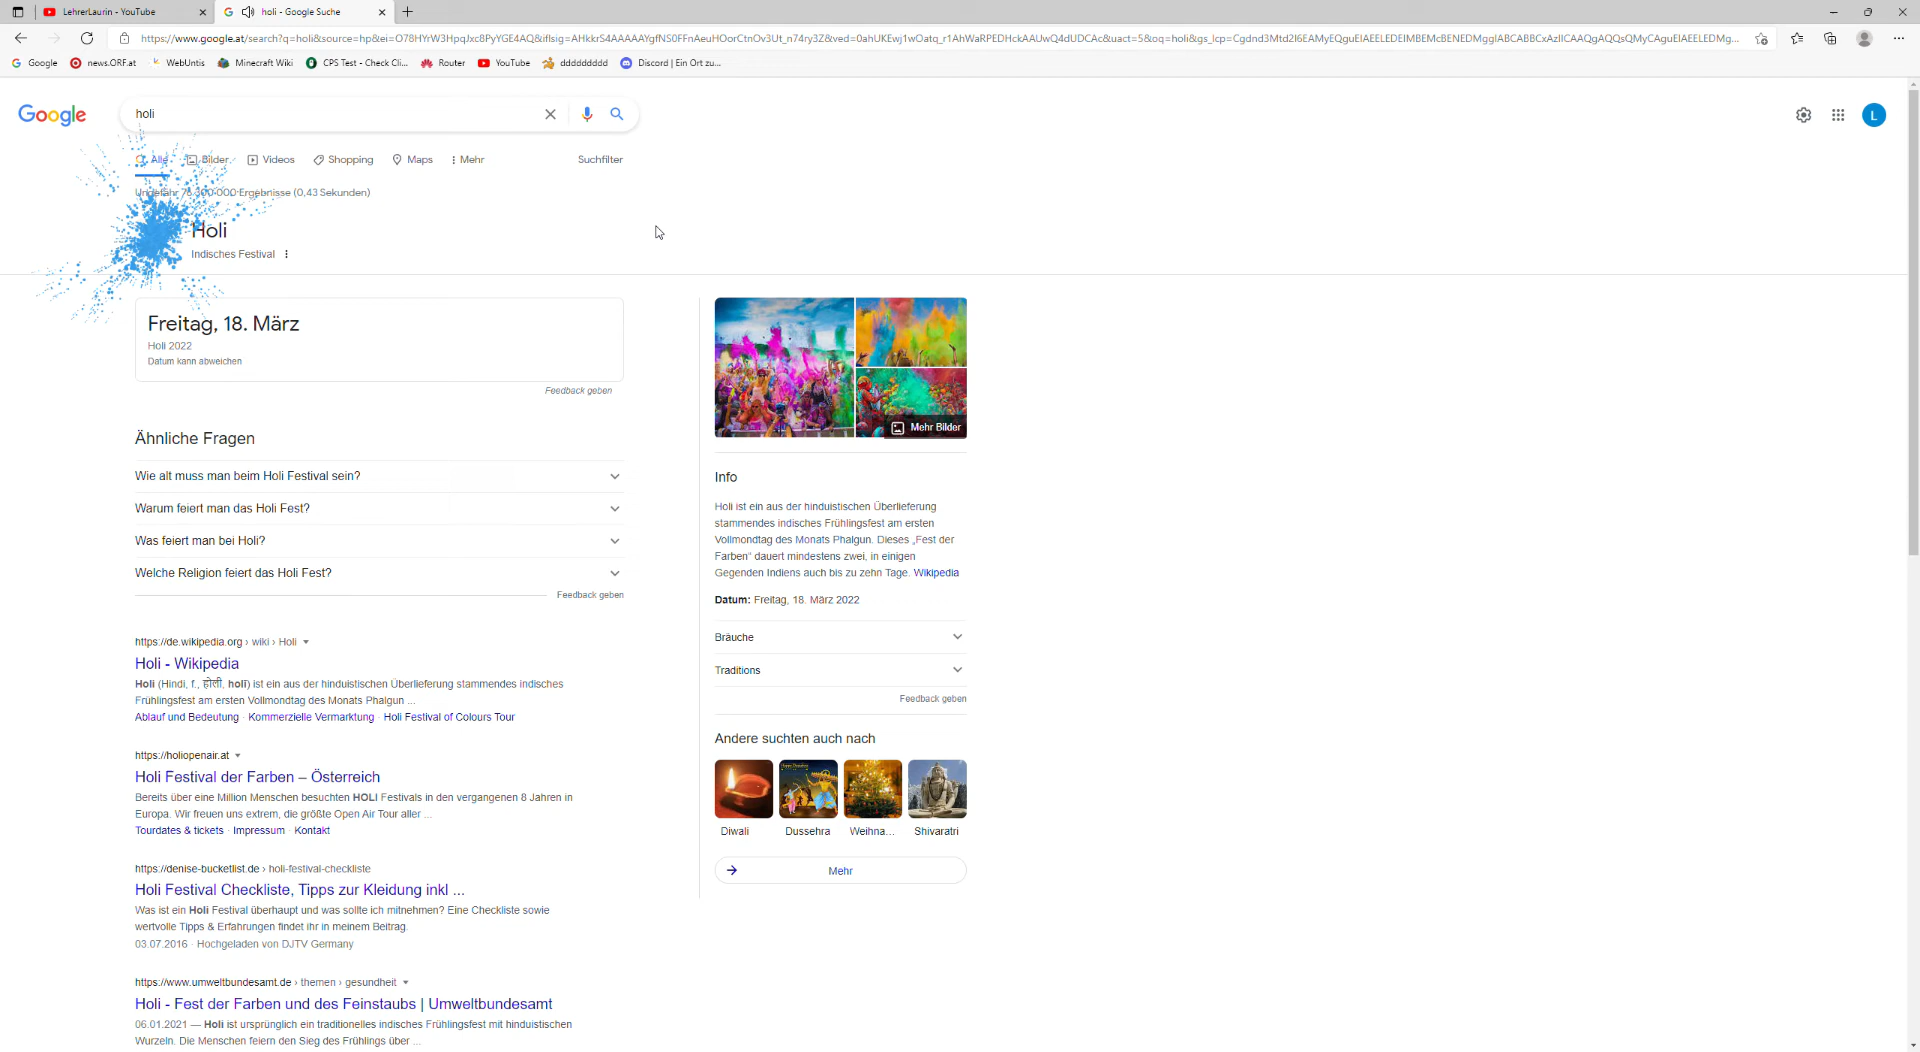 LehrerLaurin - YouTube
holi - Google Suche
https://www.google.at/search?q=holi&source=hp&ei=
Google
news.ORF.at
WebUntis
Minecraft Wiki
CPS Test - Check Cli...
Router
YouTube
ddddddddd
Discord | Ein Ort zu...
Google
holi
L
Alle
Bilder
Videos
Shopping
Maps
Mehr
Suchfilter
Ungefähr 76.300.000 Ergebnisse (0,43 Sekunden)
Holi
Indisches Festival
Freitag, 18. März
Holi 2022
Datum kann abweichen
Feedback geben
Ähnliche Fragen
Wie alt muss man beim Holi Festival sein?
Warum feiert man das Holi Fest?
Was feiert man bei Holi?
Welche Religion feiert das Holi Fest?
Feedback geben
https://de.wikipedia.org › wiki › Holi
Holi - Wikipedia
Holi (Hindi, f., होली, holī) ist ein aus der hinduistischen Überlieferung stammendes indisches
Frühlingsfest am ersten Vollmondtag des Monats Phalgun ...
Ablauf und Bedeutung · Kommerzielle Vermarktung · Holi Festival of Colours Tour
https://holiopenair.at
Holi Festival der Farben – Österreich
Bereits über eine Million Menschen besuchten HOLI Festivals in den vergangenen 8 Jahren in
Europa. Wir freuen uns extrem, die größte Open Air Tour aller ...
Tourdates & tickets · Impressum · Kontakt
https://denise-bucketlist.de › holi-festival-checkliste
Holi Festival Checkliste, Tipps zur Kleidung inkl ...
Was ist ein Holi Festival überhaupt und was sollte ich mitnehmen? Eine Checkliste sowie
wertvolle Tipps & Erfahrungen findet ihr in meinem Beitrag.
03.07.2016 · Hochgeladen von DJTV Germany
https://www.umweltbundesamt.de › themen › gesundheit
Holi - Fest der Farben und des Feinstaubs | Umweltbundesamt
06.01.2021 — Holi ist ursprünglich ein traditionelles indisches Frühlingsfest mit hinduistischen
Wurzeln. Die Menschen feiern den Sieg des Frühlings über ...
Mehr Bilder
Info
Holi ist ein aus der hinduistischen Überlieferung
stammendes indisches Frühlingsfest am ersten
Vollmondtag des Monats Phalgun. Dieses „Fest der
Farben“ dauert mindestens zwei, in einigen
Gegenden Indiens auch bis zu zehn Tage. Wikipedia
Datum: Freitag, 18. März 2022
Bräuche
Traditions
Feedback geben
Andere suchten auch nach
Diwali
Dussehra
Weihna...
Shivaratri
Mehr